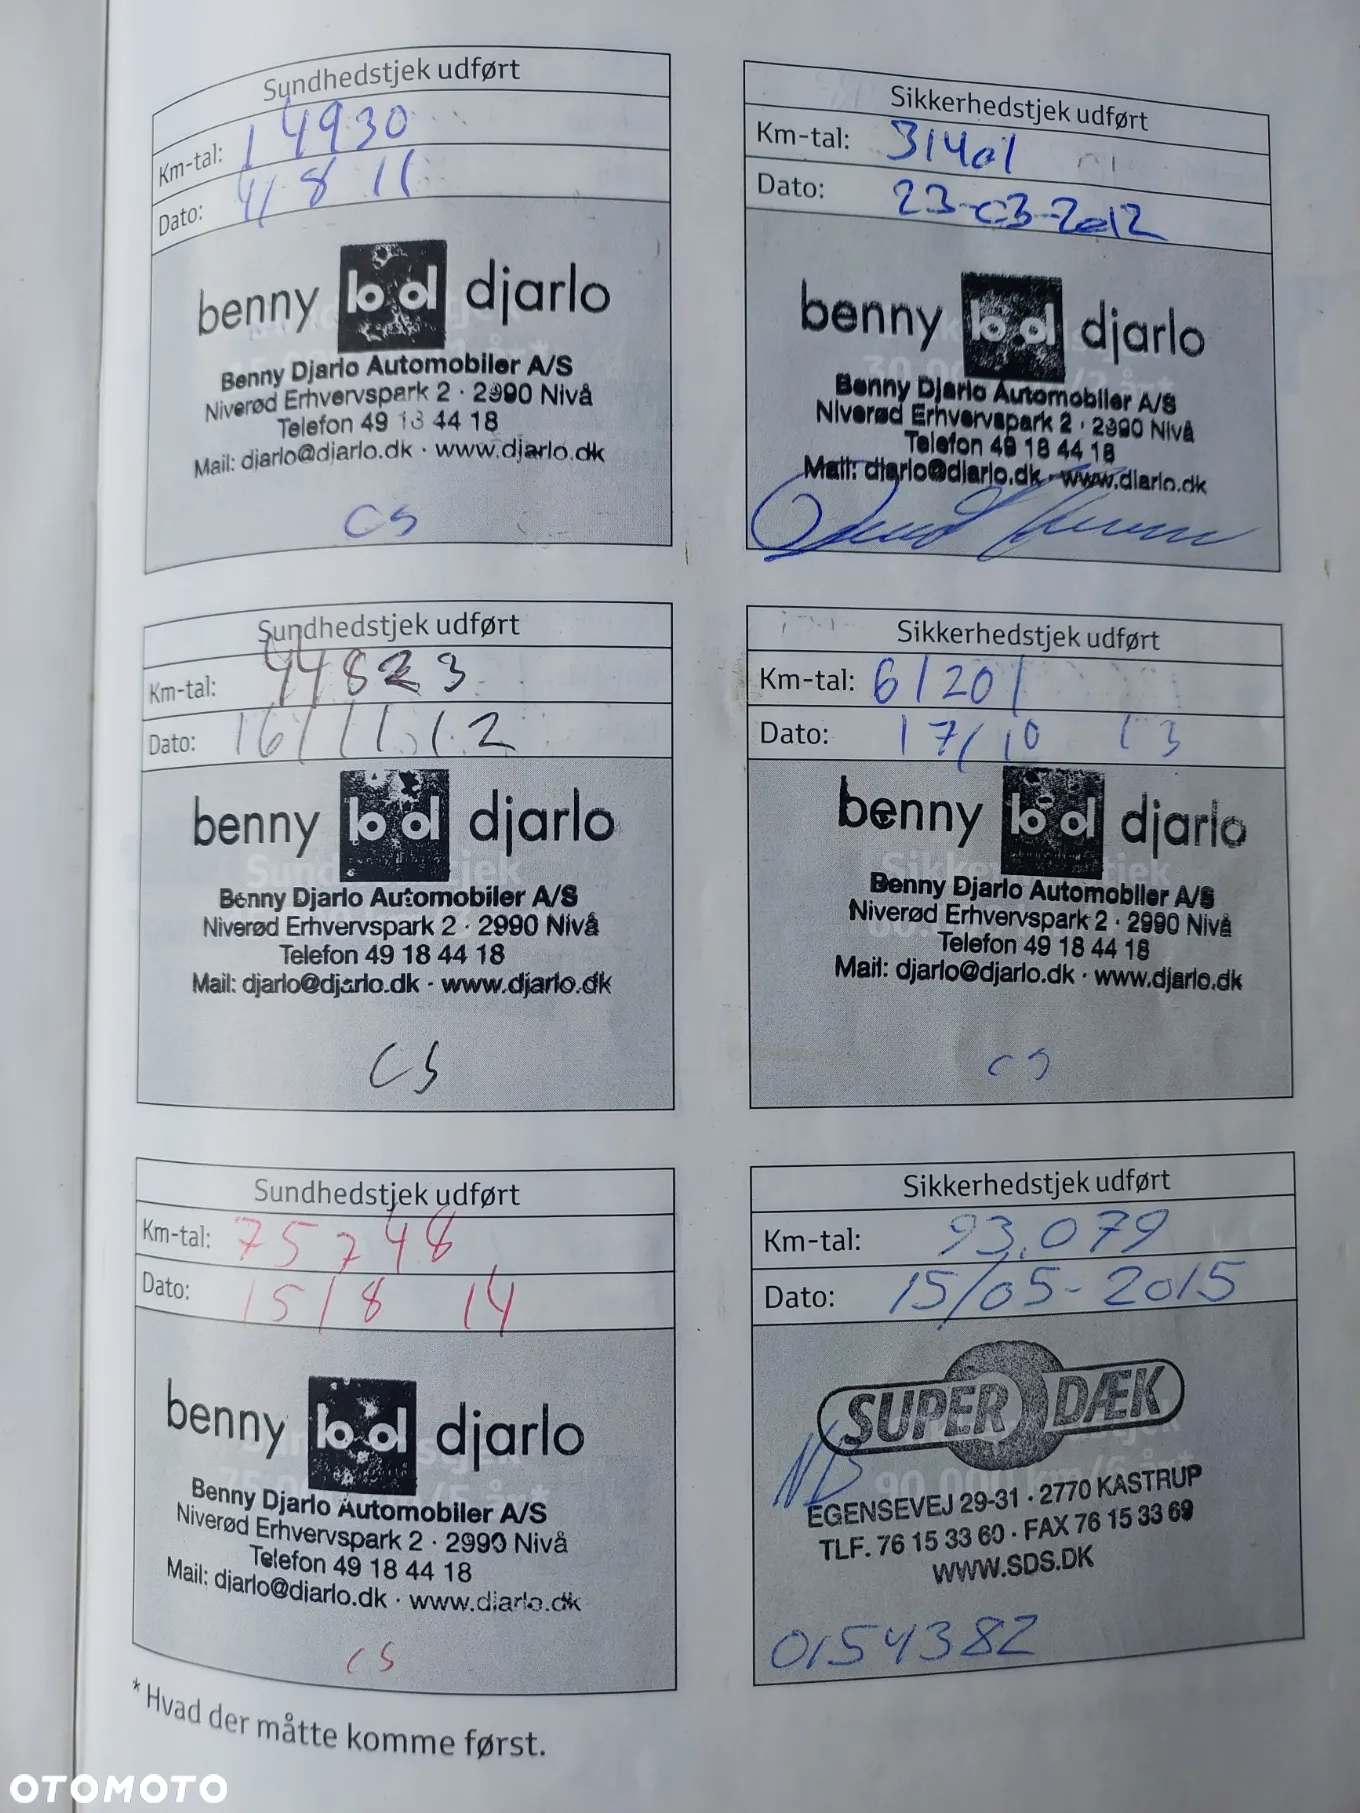 Sundhedstjek udført
Km-tal: 14930
Dato: 4/8 11
benny bd djarlo
Benny Djarlo Automobiler A/S
Niverød Erhvervspark 2 · 2990 Nivå
Telefon 49 18 44 18
Mail: djarlo@djarlo.dk · www.djarlo.dk
CS
Sikkerhedstjek udført
Km-tal: 31401
Dato: 23-03-2012
benny bd djarlo
Benny Djarlo Automobiler A/S
Niverød Erhvervspark 2 · 2990 Nivå
Telefon 49 18 44 18
Mail: djarlo@djarlo.dk · www.djarlo.dk
Sundhedstjek udført
Km-tal: 44823
Dato: 16/11.12
benny bd djarlo
Benny Djarlo Automobiler A/S
Niverød Erhvervspark 2 · 2990 Nivå
Telefon 49 18 44 18
Mail: djarlo@djarlo.dk · www.djarlo.dk
CS
Sikkerhedstjek udført
Km-tal: 61201
Dato: 17/10 13
benny bd djarlo
Benny Djarlo Automobiler A/S
Niverød Erhvervspark 2 · 2990 Nivå
Telefon 49 18 44 18
Mail: djarlo@djarlo.dk · www.djarlo.dk
CS
Sundhedstjek udført
Km-tal: 75748
Dato: 15/8 14
benny bd djarlo
Benny Djarlo Automobiler A/S
Niverød Erhvervspark 2 · 2990 Nivå
Telefon 49 18 44 18
Mail: djarlo@djarlo.dk · www.djarlo.dk
CS
Sikkerhedstjek udført
Km-tal: 93.079
Dato: 15/05-2015
SUPER DÆK
EGENSEVEJ 29-31 · 2770 KASTRUP
TLF. 76 15 33 60 · FAX 76 15 33 69
WWW.SDS.DK
0154382
* Hvad der måtte komme først.
OTOMOTO